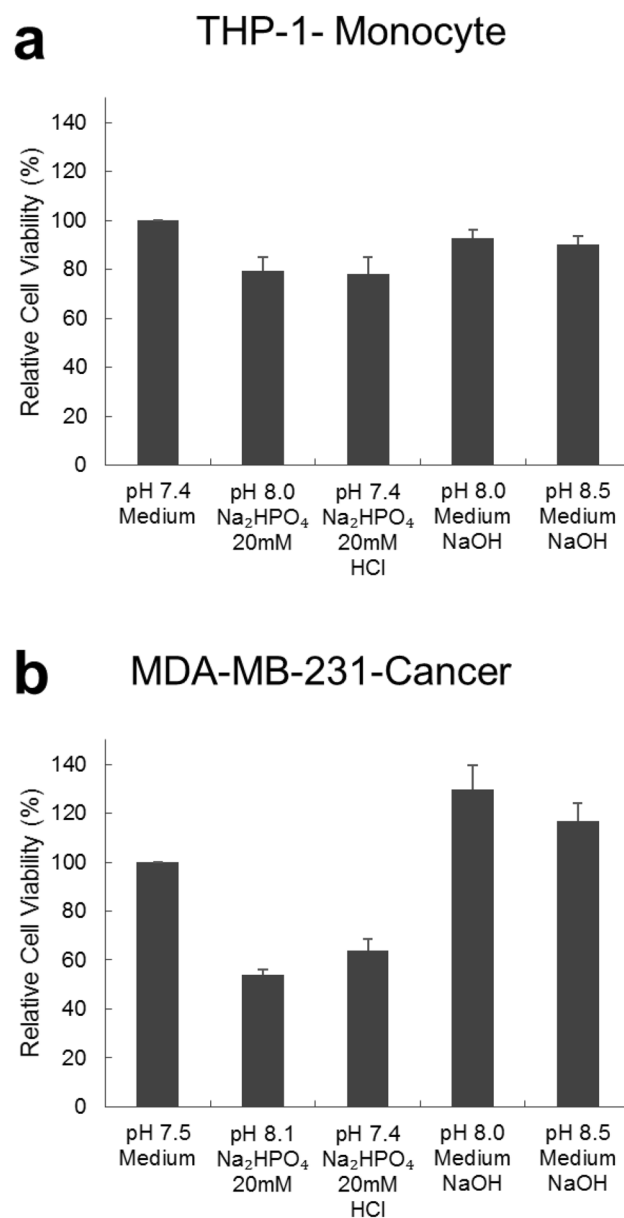 a
THP-1- Monocyte
Relative Cell Viability (%)
140
120
100
80
60
40
20
0
pH 7.4
Medium
pH 8.0
Na₂HPO₄
20mM
pH 7.4
Na₂HPO₄
20mM
HCl
pH 8.0
Medium
NaOH
pH 8.5
Medium
NaOH
b
MDA-MB-231-Cancer
Relative Cell Viability (%)
140
120
100
80
60
40
20
0
pH 7.5
Medium
pH 8.1
Na₂HPO₄
20mM
pH 7.4
Na₂HPO₄
20mM
HCl
pH 8.0
Medium
NaOH
pH 8.5
Medium
NaOH